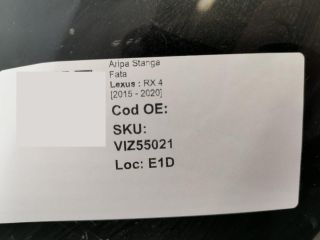 Aripa Stanga
Fata
Lexus : RX 4
[2015 - 2020]
Cod OE:
SKU:
VIZ55021
Loc: E1D